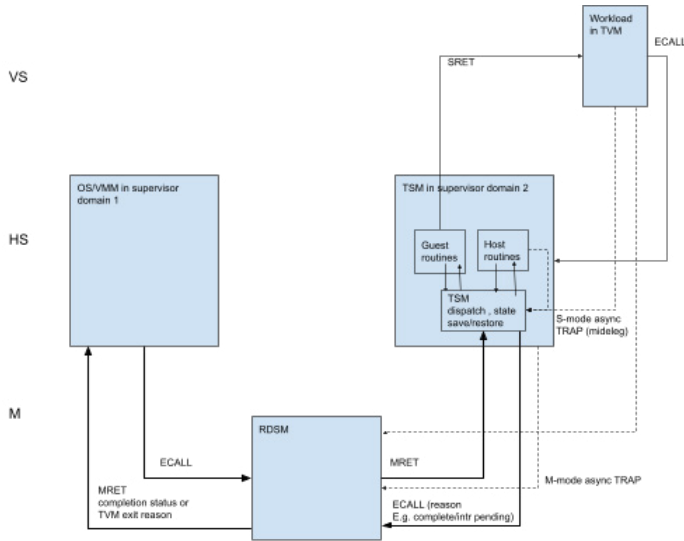 Workload
in TVM
ECALL
SRET
VS
OS/VMM in supervisor
domain 1
TSM in supervisor domain 2
HS
Guest
routines
Host
routines
TSM
dispatch , state
save/restore
S-mode async
TRAP (mideleg)
M
RDSM
ECALL
MRET
M-mode async TRAP
MRET
completion status or
TVM exit reason
ECALL (reason
E.g. complete/intr pending)